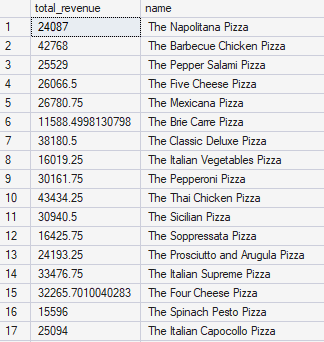 total_revenue name
1 24087 The Napolitana Pizza
2 42768 The Barbecue Chicken Pizza
3 25529 The Pepper Salami Pizza
4 26066.5 The Five Cheese Pizza
5 26780.75 The Mexicana Pizza
6 11588.4998130798 The Brie Carre Pizza
7 38180.5 The Classic Deluxe Pizza
8 16019.25 The Italian Vegetables Pizza
9 30161.75 The Pepperoni Pizza
10 43434.25 The Thai Chicken Pizza
11 30940.5 The Sicilian Pizza
12 16425.75 The Soppressata Pizza
13 24193.25 The Prosciutto and Arugula Pizza
14 33476.75 The Italian Supreme Pizza
15 32265.7010040283 The Four Cheese Pizza
16 15596 The Spinach Pesto Pizza
17 25094 The Italian Capocollo Pizza